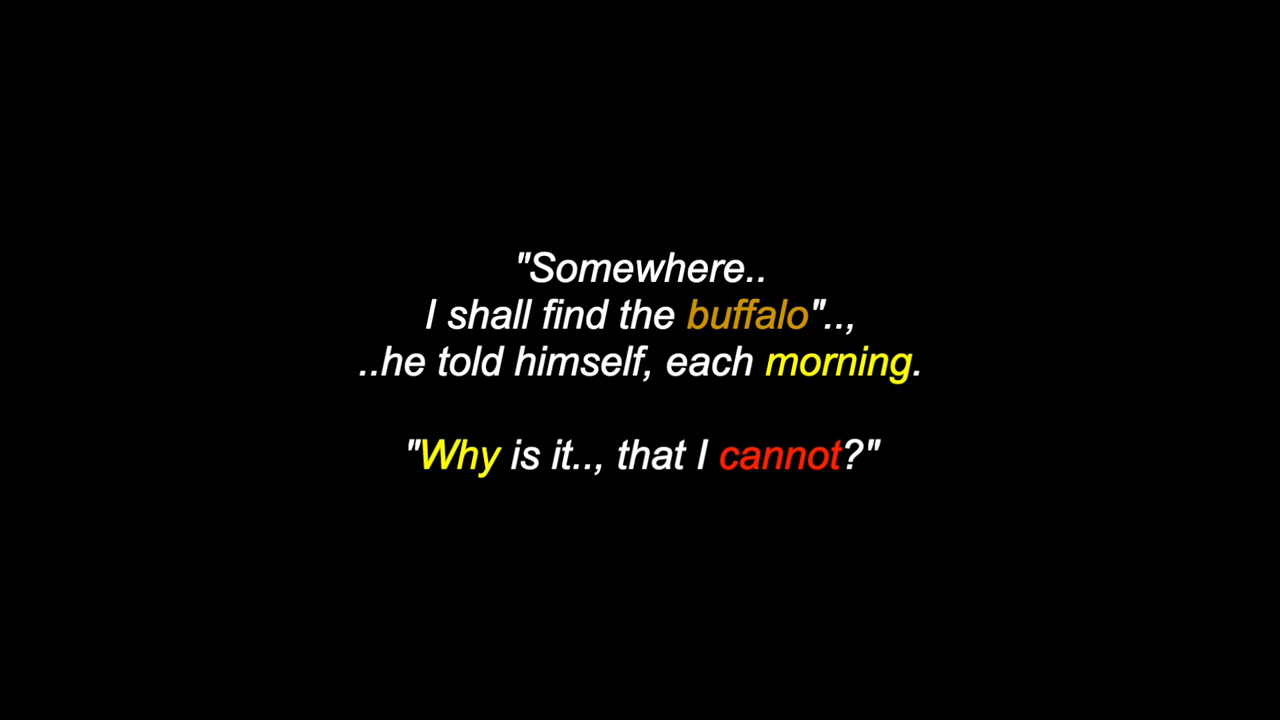 "Somewhere..
I shall find the buffalo"..,
..he told himself, each morning.
"Why is it.., that I cannot?"